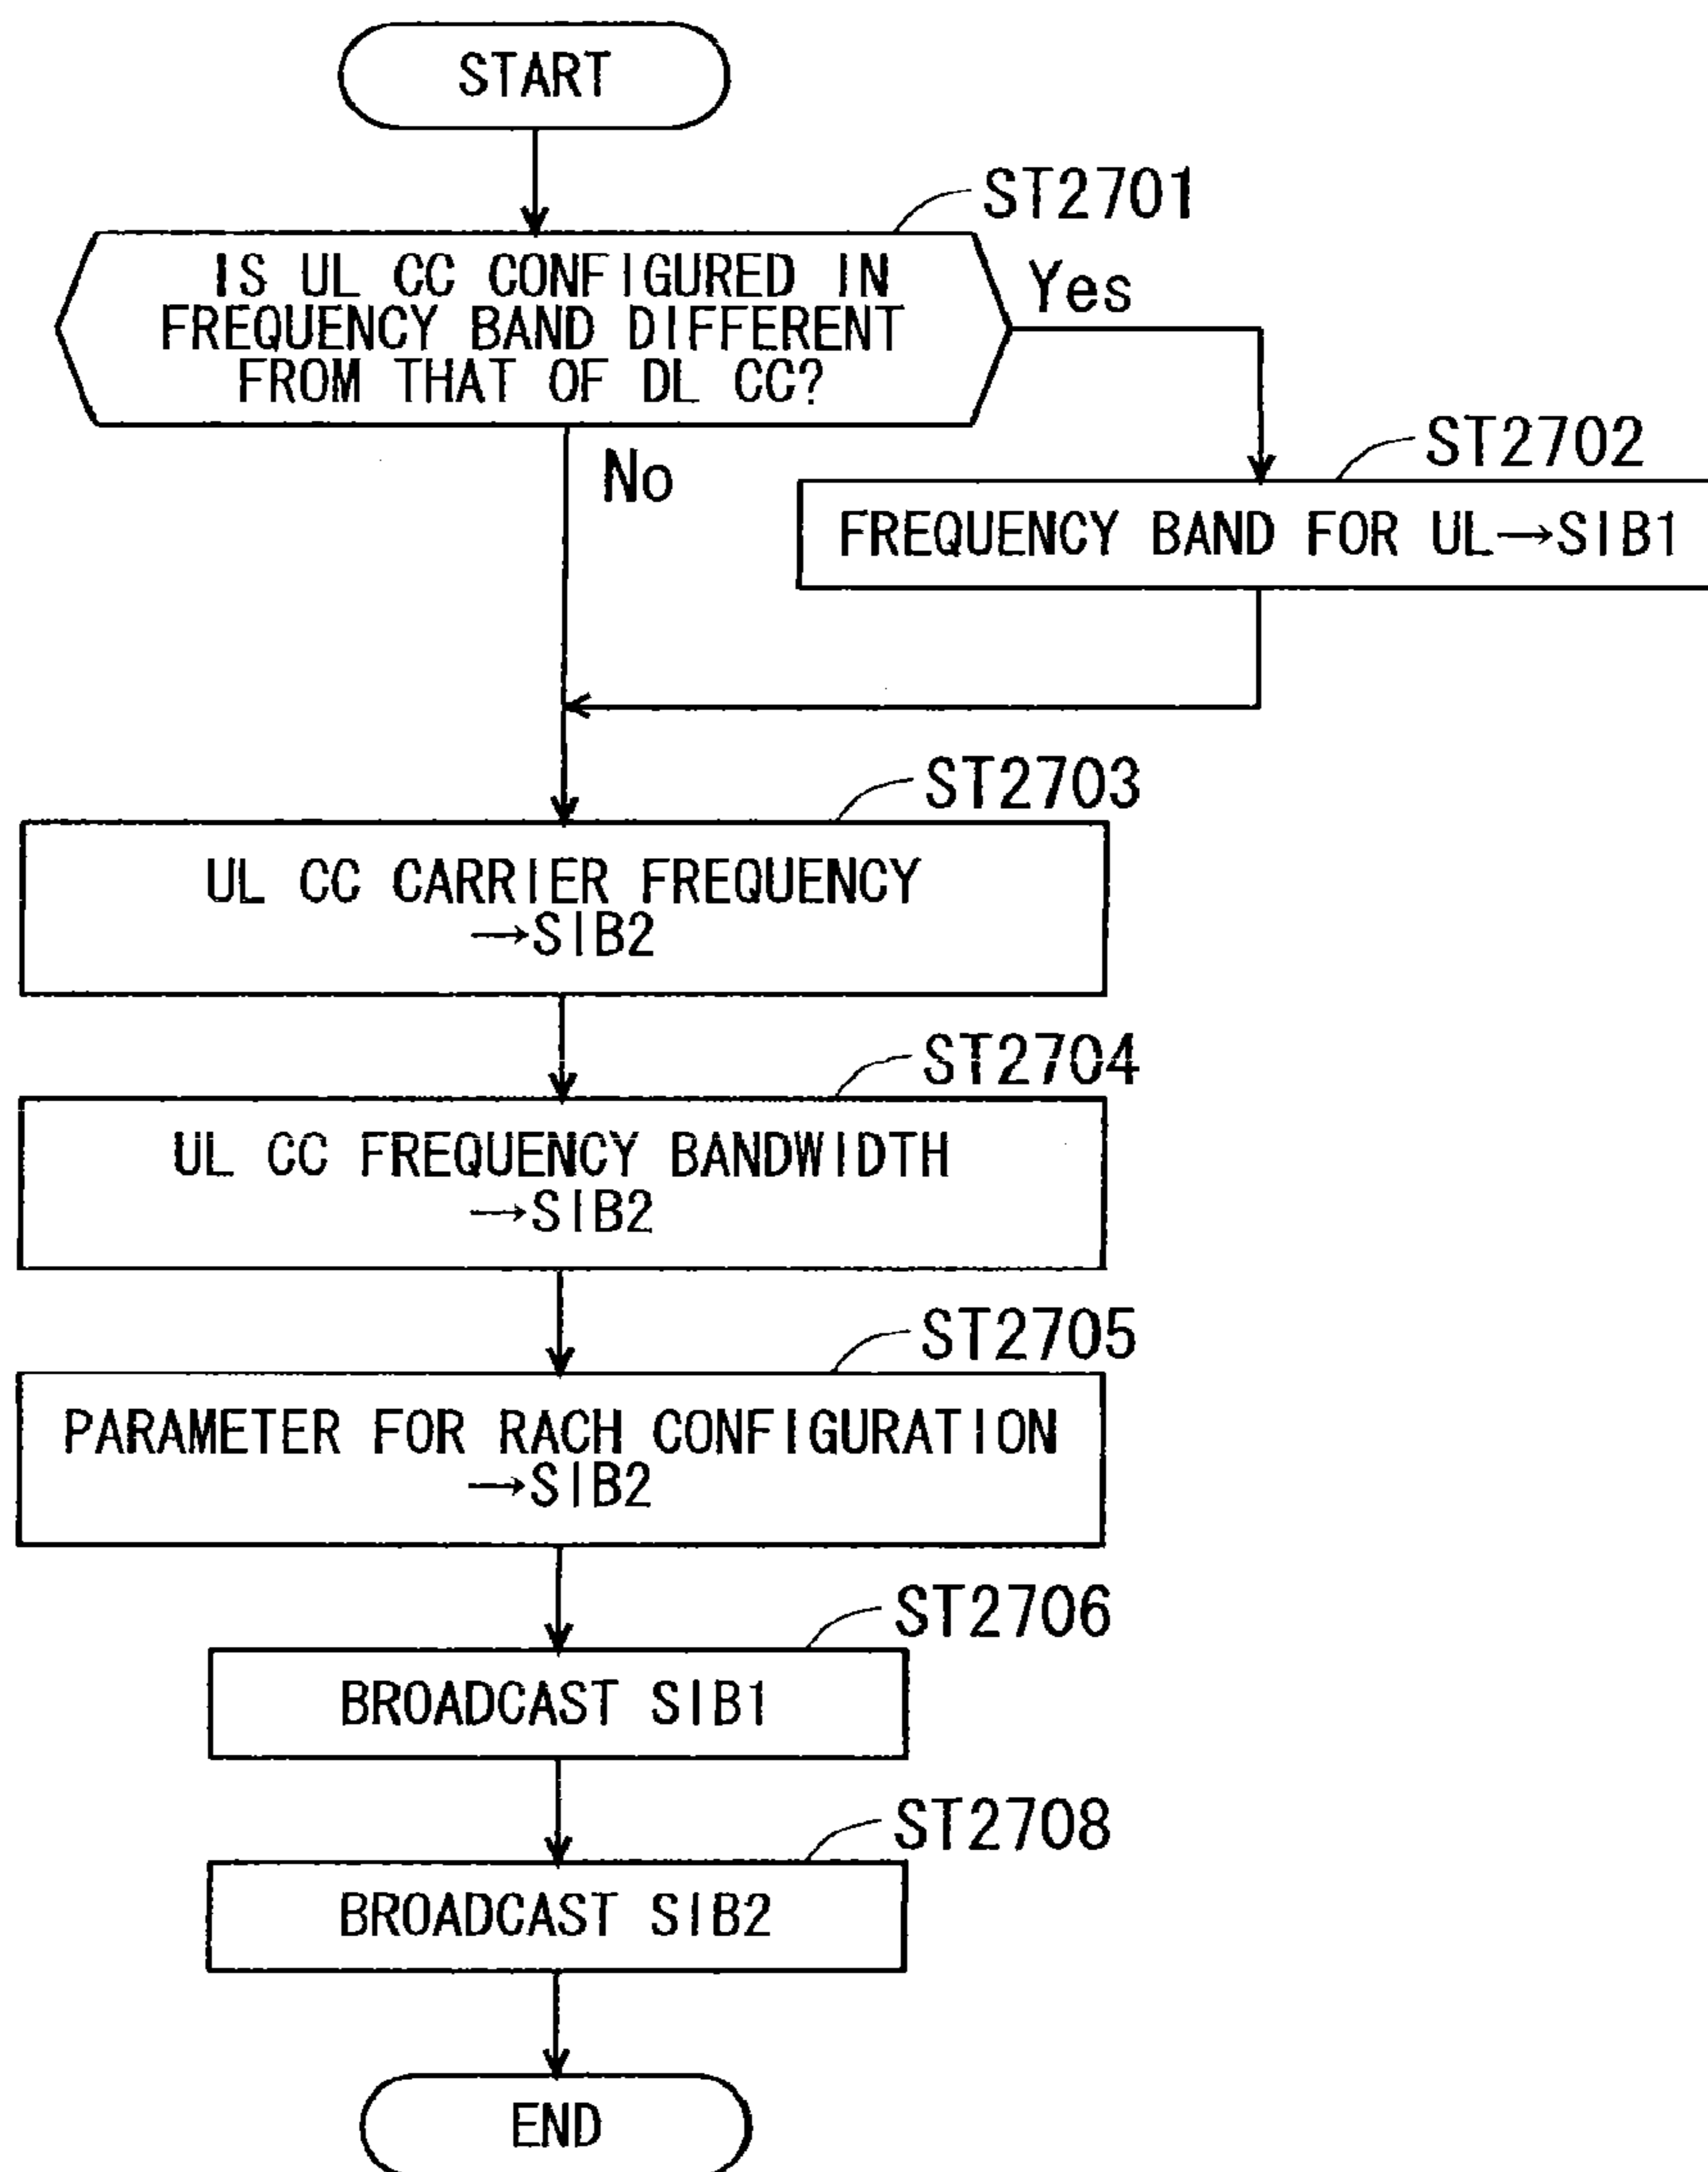 START
ST2701
IS UL CC CONFIGURED IN
FREQUENCY BAND DIFFERENT
FROM THAT OF DL CC?
Yes
No
ST2702
FREQUENCY BAND FOR UL→SIB1
ST2703
UL CC CARRIER FREQUENCY
→SIB2
ST2704
UL CC FREQUENCY BANDWIDTH
→SIB2
ST2705
PARAMETER FOR RACH CONFIGURATION
→SIB2
ST2706
BROADCAST SIB1
ST2708
BROADCAST SIB2
END